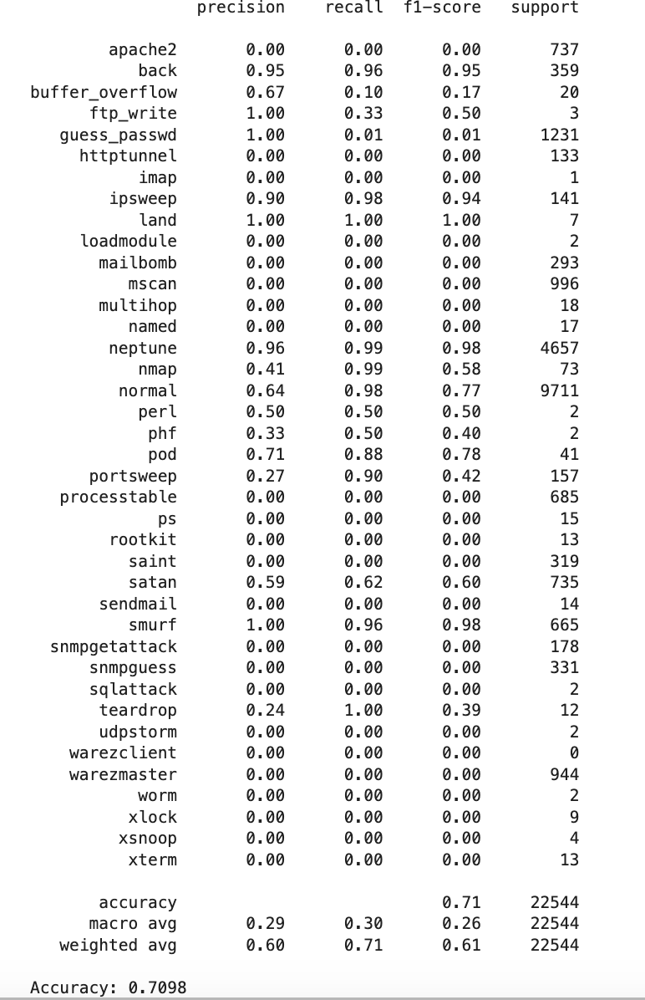 precision recall f1-score support
apache2 0.00 0.00 0.00 737
back 0.95 0.96 0.95 359
buffer_overflow 0.67 0.10 0.17 20
ftp_write 1.00 0.33 0.50 3
guess_passwd 1.00 0.01 0.01 1231
httptunnel 0.00 0.00 0.00 133
imap 0.00 0.00 0.00 1
ipsweep 0.90 0.98 0.94 141
land 1.00 1.00 1.00 7
loadmodule 0.00 0.00 0.00 2
mailbomb 0.00 0.00 0.00 293
mscan 0.00 0.00 0.00 996
multihop 0.00 0.00 0.00 18
named 0.00 0.00 0.00 17
neptune 0.96 0.99 0.98 4657
nmap 0.41 0.99 0.58 73
normal 0.64 0.98 0.77 9711
perl 0.50 0.50 0.50 2
phf 0.33 0.50 0.40 2
pod 0.71 0.88 0.78 41
portsweep 0.27 0.90 0.42 157
processtable 0.00 0.00 0.00 685
ps 0.00 0.00 0.00 15
rootkit 0.00 0.00 0.00 13
saint 0.00 0.00 0.00 319
satan 0.59 0.62 0.60 735
sendmail 0.00 0.00 0.00 14
smurf 1.00 0.96 0.98 665
snmpgetattack 0.00 0.00 0.00 178
snmpguess 0.00 0.00 0.00 331
sqlattack 0.00 0.00 0.00 2
teardrop 0.24 1.00 0.39 12
udpstorm 0.00 0.00 0.00 2
warezclient 0.00 0.00 0.00 0
warezmaster 0.00 0.00 0.00 944
worm 0.00 0.00 0.00 2
xlock 0.00 0.00 0.00 9
xsnoop 0.00 0.00 0.00 4
xterm 0.00 0.00 0.00 13
accuracy 0.71 22544
macro avg 0.29 0.30 0.26 22544
weighted avg 0.60 0.71 0.61 22544
Accuracy: 0.7098